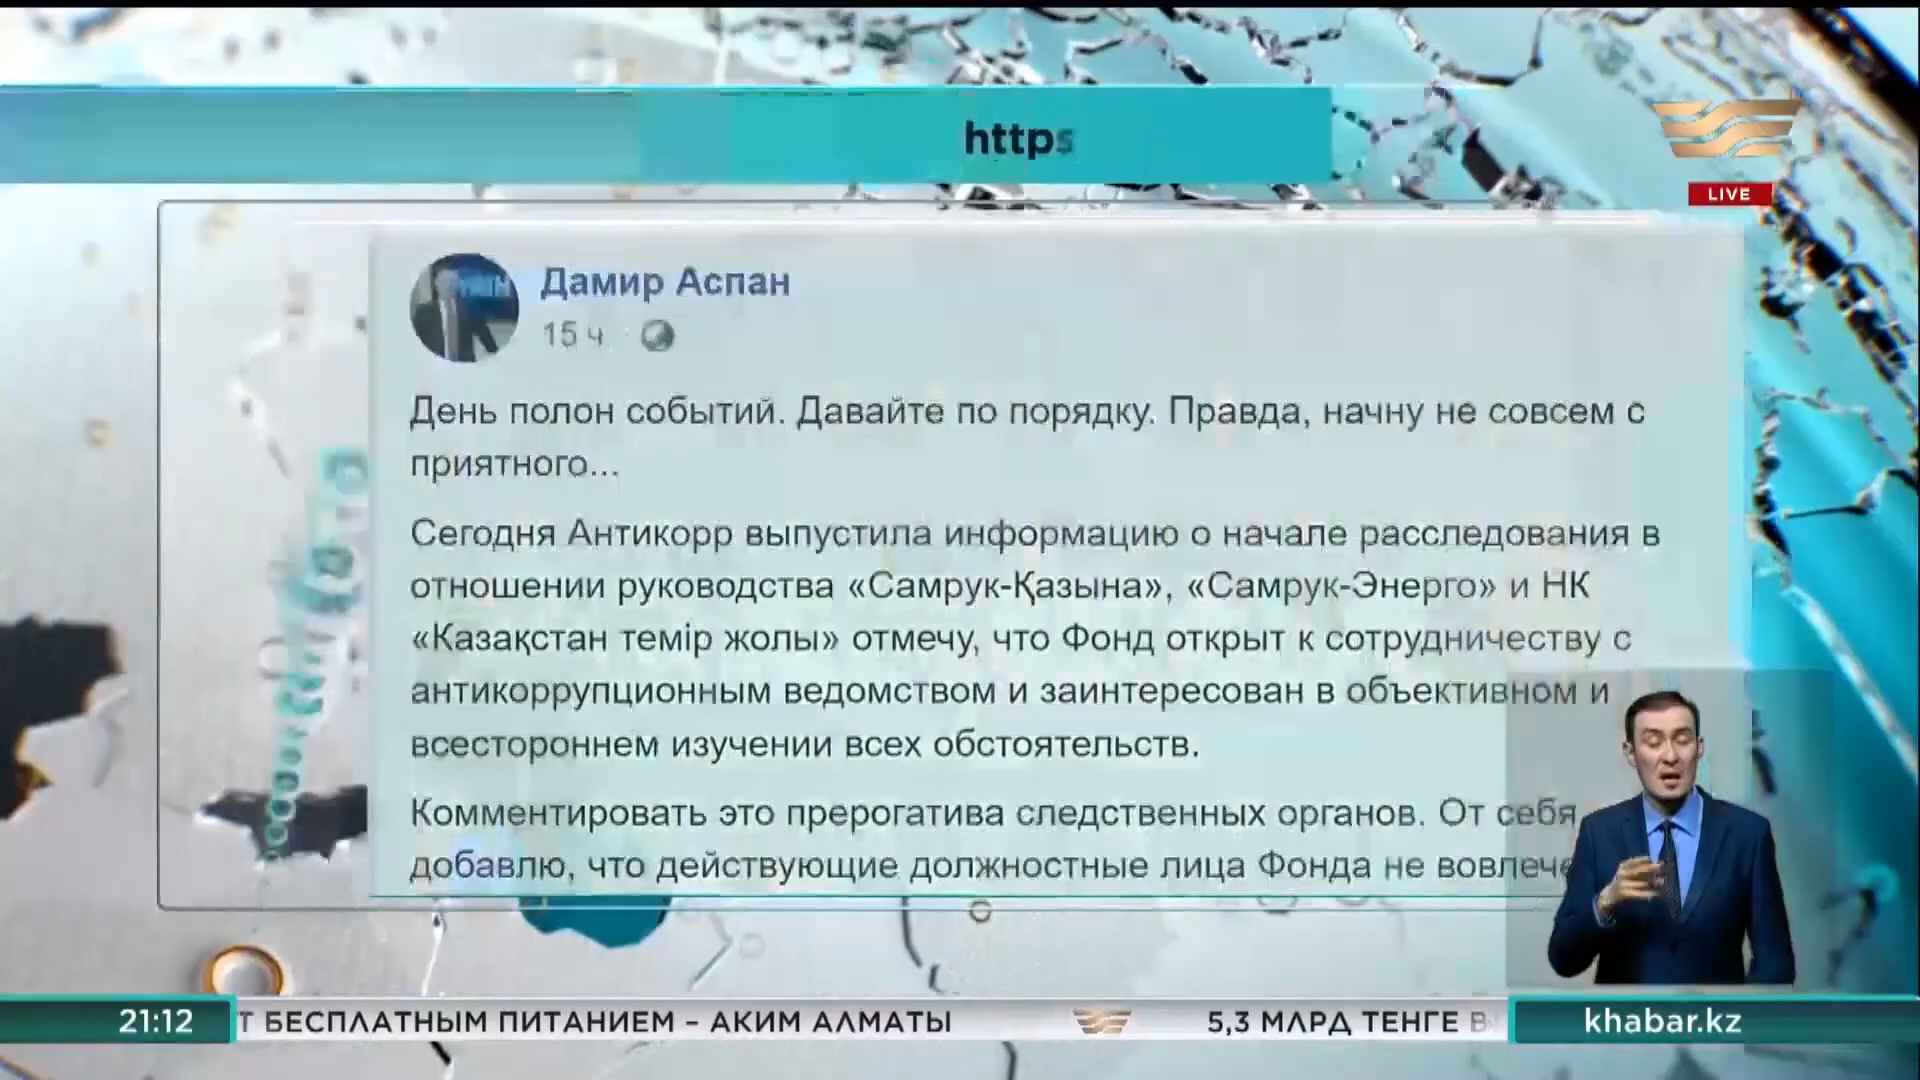 https
LIVE
Дамир Аспан
15 ч ·
День полон событий. Давайте по порядку. Правда, начну не совсем с
приятного...
Сегодня Антикорр выпустила информацию о начале расследования в
отношении руководства «Самрук-Қазына», «Самрук-Энерго» и НК
«Казақстан темір жолы» отмечу, что Фонд открыт к сотрудничеству с
антикоррупционным ведомством и заинтересован в объективном и
всестороннем изучении всех обстоятельств.
Комментировать это прерогатива следственных органов. От себя
добавлю, что действующие должностные лица Фонда не
21:12
БЕСПЛАТНЫМ ПИТАНИЕМ – АКИМ АЛМАТЫ
5,3 МЛРД ТЕНГЕ В
khabar.kz